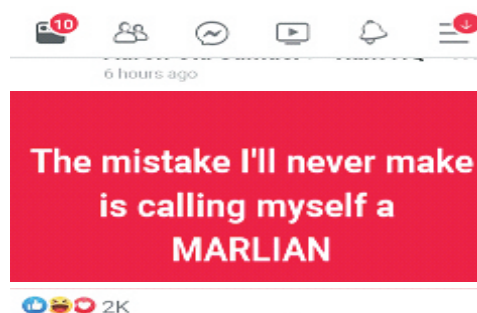 10
6 hours ago
The mistake I'll never make
is calling myself a
MARLIAN
2K